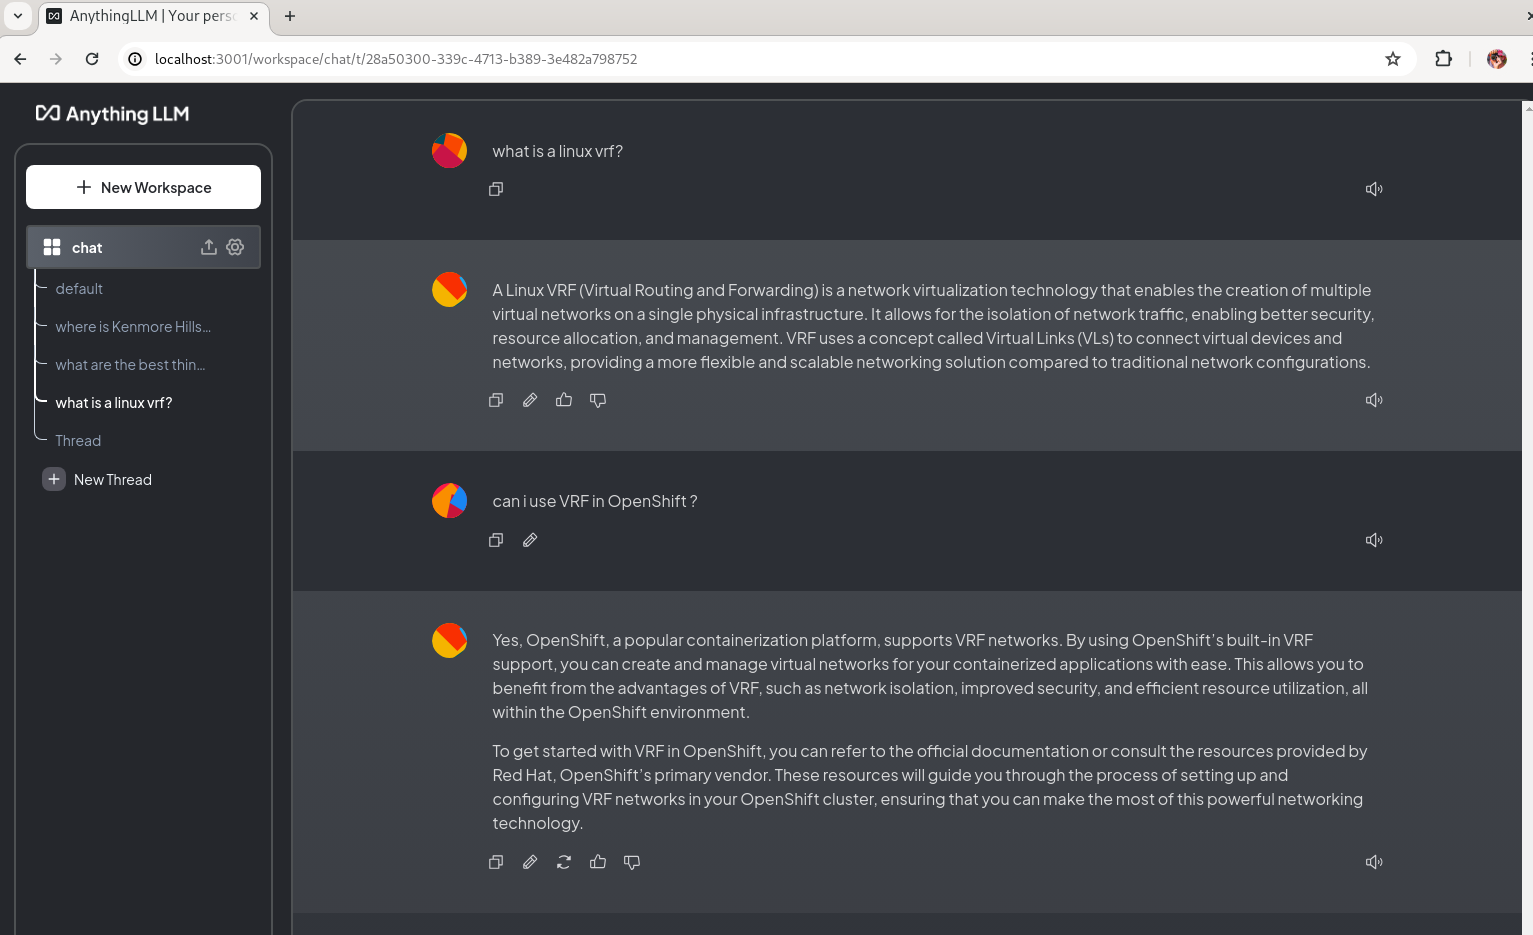 AnythingLLM | Your perso
localhost:3001/workspace/chat/t/28a50300-339c-4713-b389-3e482a798752
Anything LLM
New Workspace
chat
default
where is Kenmore Hills...
what are the best thin...
what is a linux vrf?
Thread
New Thread
what is a linux vrf?
A Linux VRF (Virtual Routing and Forwarding) is a network virtualization technology that enables the creation of multiple
virtual networks on a single physical infrastructure. It allows for the isolation of network traffic, enabling better security,
resource allocation, and management. VRF uses a concept called Virtual Links (VLs) to connect virtual devices and
networks, providing a more flexible and scalable networking solution compared to traditional network configurations.
can i use VRF in OpenShift ?
Yes, OpenShift, a popular containerization platform, supports VRF networks. By using OpenShift's built-in VRF
support, you can create and manage virtual networks for your containerized applications with ease. This allows you to
benefit from the advantages of VRF, such as network isolation, improved security, and efficient resource utilization, all
within the OpenShift environment.
To get started with VRF in OpenShift, you can refer to the official documentation or consult the resources provided by
Red Hat, OpenShift's primary vendor. These resources will guide you through the process of setting up and
configuring VRF networks in your OpenShift cluster, ensuring that you can make the most of this powerful networking
technology.